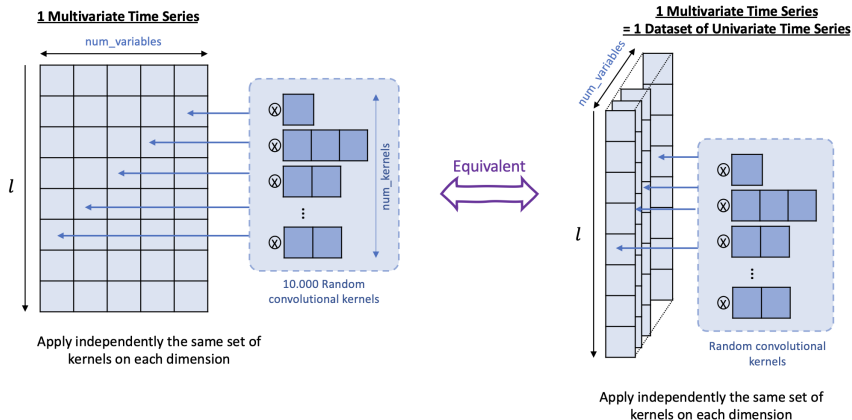 1 Multivariate Time Series
num_variables
l
ⓧ
ⓧ
ⓧ
...
ⓧ
num_kernels
10.000 Random
convolutional kernels
Apply independently the same set of
kernels on each dimension
Equivalent
1 Multivariate Time Series
= 1 Dataset of Univariate Time Series
num_variables
l
ⓧ
ⓧ
ⓧ
...
ⓧ
Random convolutional
kernels
Apply independently the same set of
kernels on each dimension